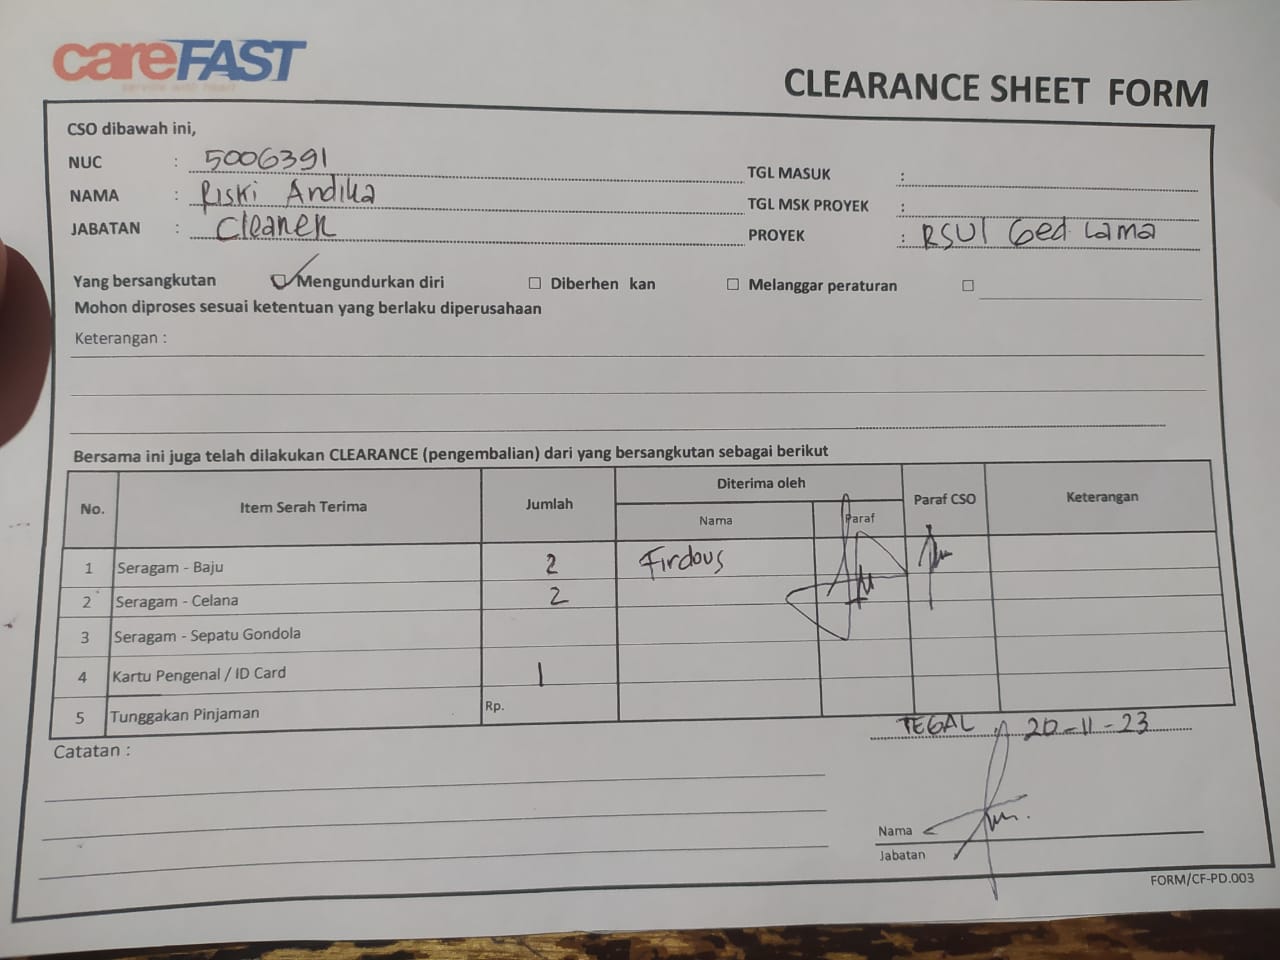 careFAST
service with heart
CLEARANCE SHEET FORM
CSO dibawah ini,
NUC : 5006391
NAMA : Riski Andika
JABATAN : Cleaner
TGL MASUK :
TGL MSK PROYEK :
PROYEK : RSUI Ged Lama
Yang bersangkutan Mengundurkan diri Diberhen kan Melanggar peraturan
Mohon diproses sesuai ketentuan yang berlaku diperusahaan
Keterangan :
Bersama ini juga telah dilakukan CLEARANCE (pengembalian) dari yang bersangkutan sebagai berikut
No. Item Serah Terima Jumlah Diterima oleh Paraf CSO Keterangan
Nama Paraf
1 Seragam - Baju 2 Firdous
2 Seragam - Celana 2
3 Seragam - Sepatu Gondola
4 Kartu Pengenal / ID Card 1
5 Tunggakan Pinjaman Rp.
TEGAL, 20-11-23
Catatan :
Nama
Jabatan
FORM/CF-PD.003